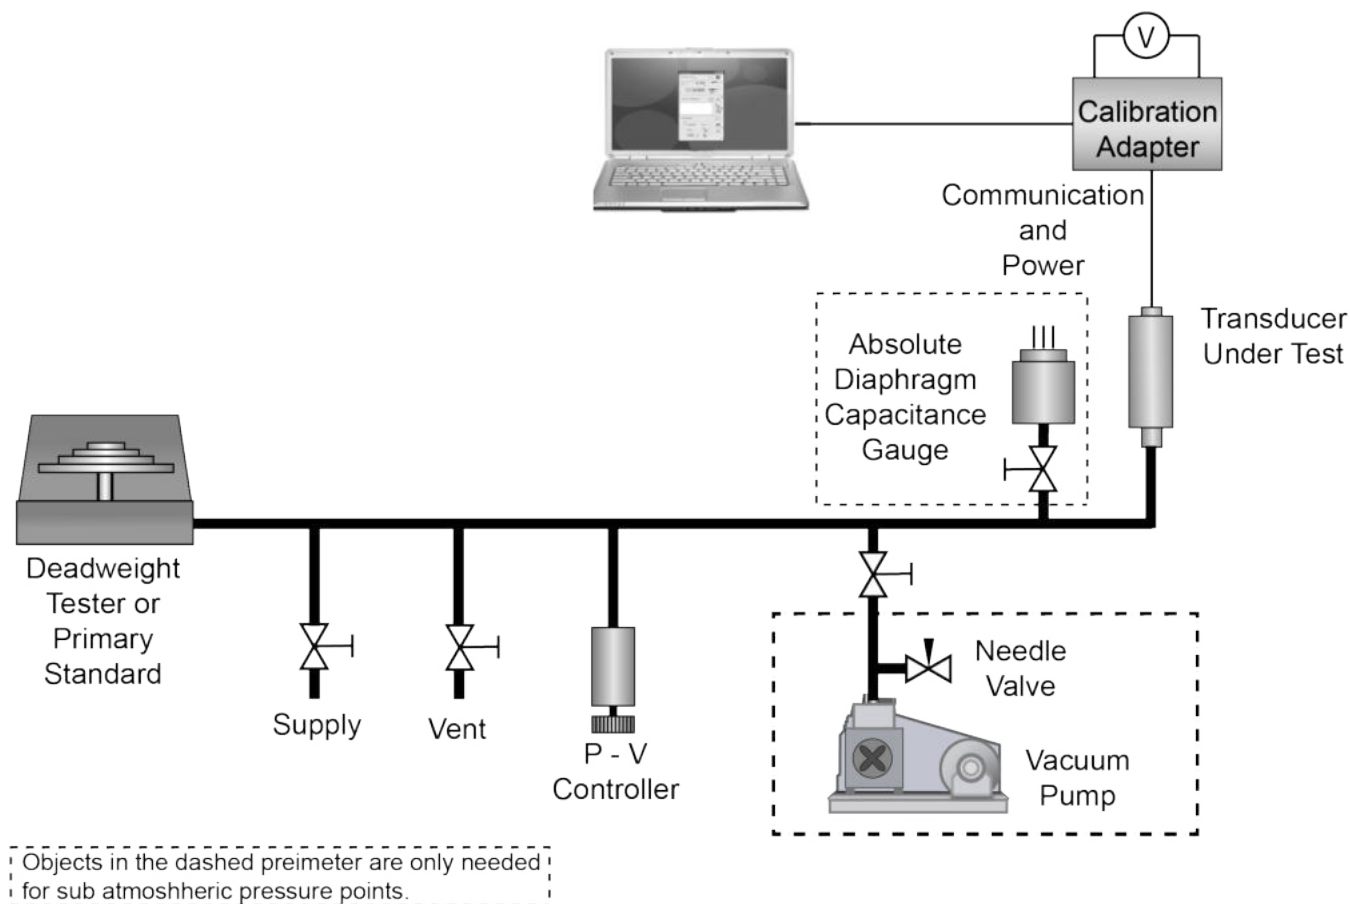 V
Calibration
Adapter
Communication
and
Power
Transducer
Under Test
Absolute
Diaphragm
Capacitance
Gauge
Deadweight
Tester or
Primary
Standard
Supply
Vent
P - V
Controller
Needle
Valve
Vacuum
Pump
Objects in the dashed preimeter are only needed
for sub atmoshheric pressure points.